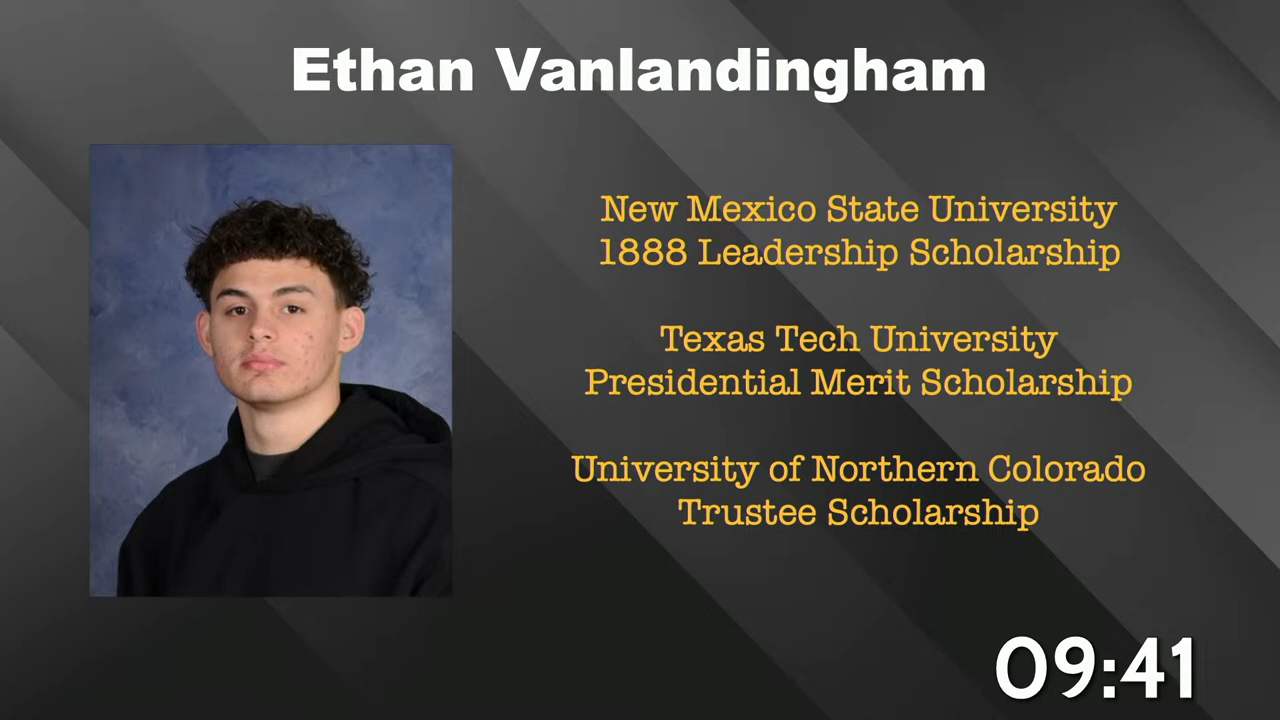 Ethan Vanlandingham
New Mexico State University
1888 Leadership Scholarship
Texas Tech University
Presidential Merit Scholarship
University of Northern Colorado
Trustee Scholarship
09:41